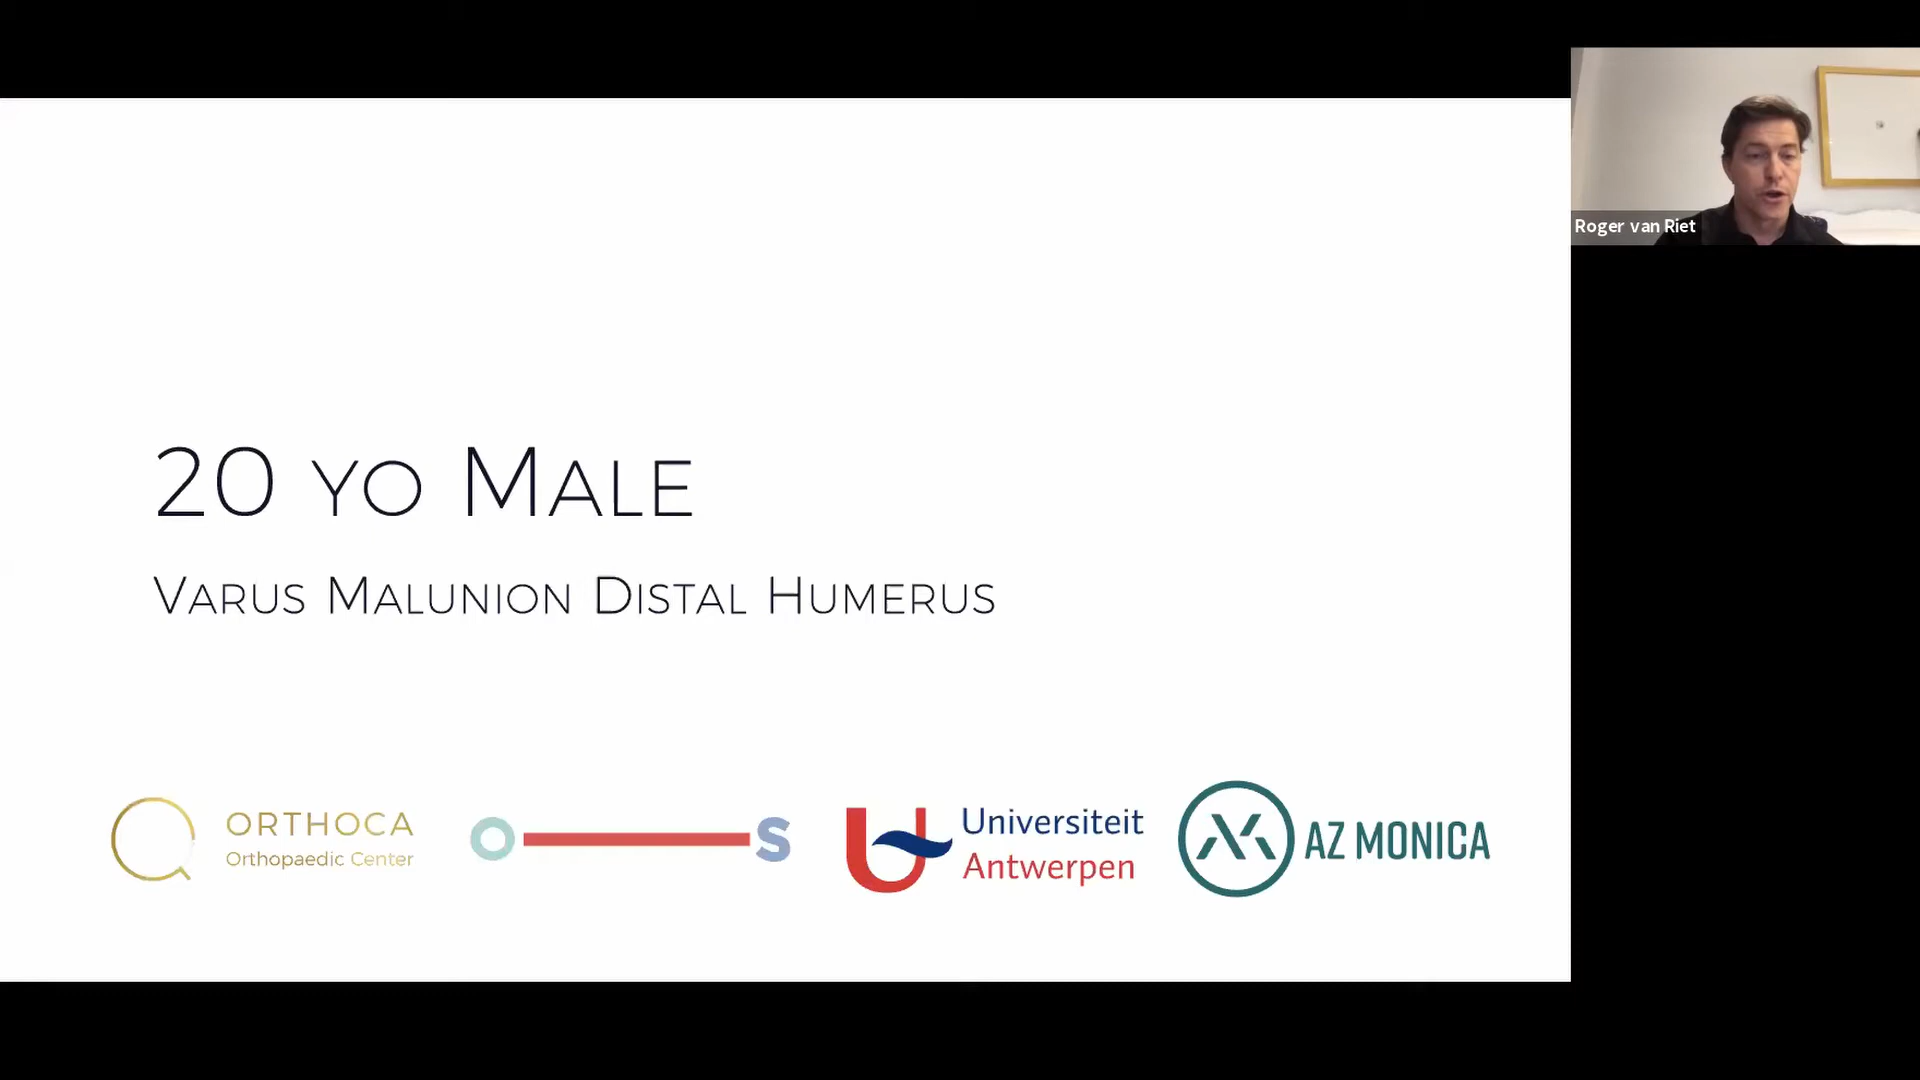 20 YO MALE
VARUS MALUNION DISTAL HUMERUS
ORTHOCA
Orthopaedic Center
O S
Universiteit
Antwerpen
AZ MONICA
Roger van Riet